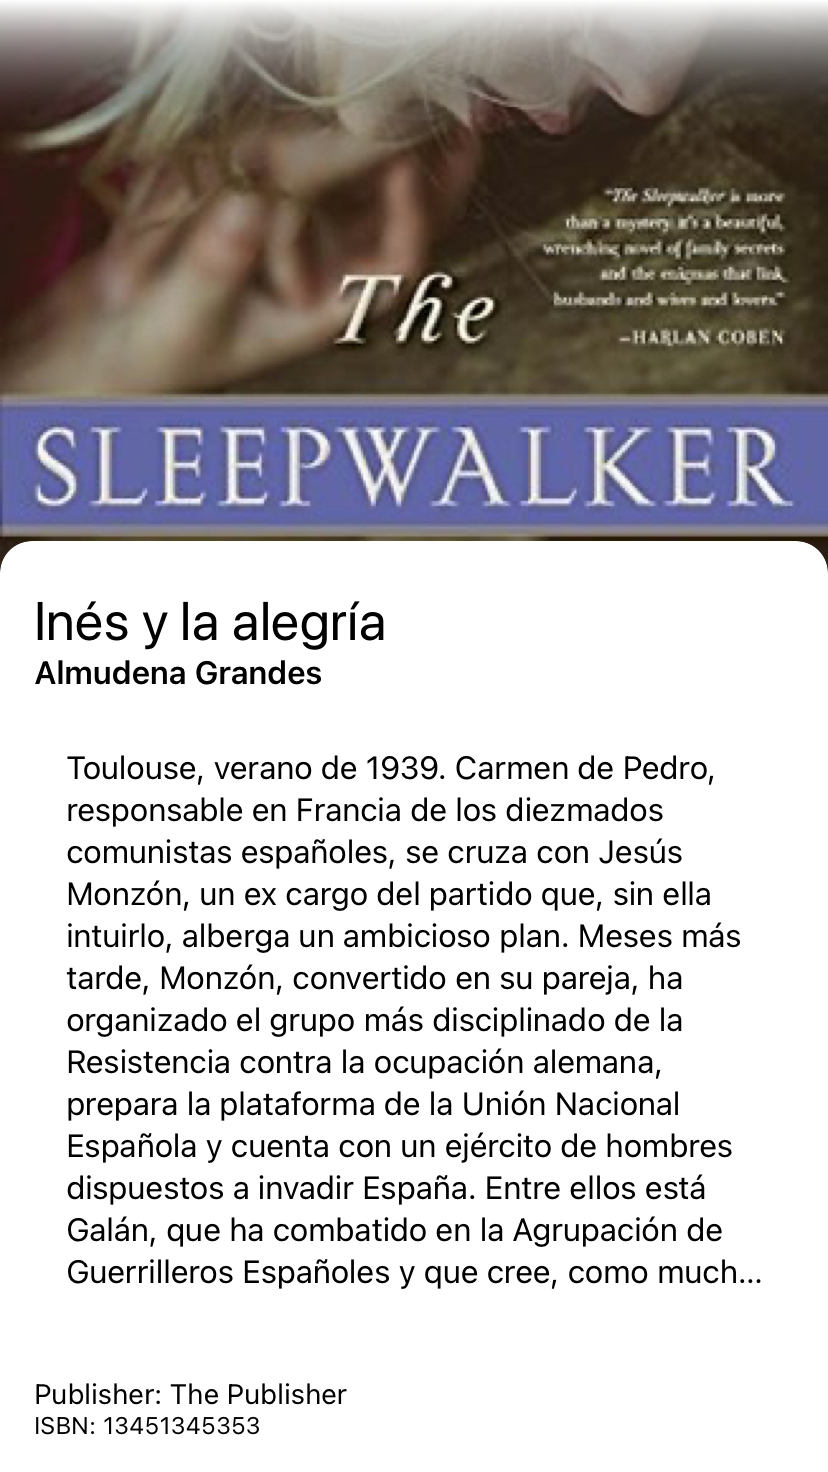 "The Sleepwalker is more
than a mystery. it's a beautiful,
wrenching novel of family secrets
and the enigmas that link
husbands and wives and lovers."
–HARLAN COBEN
The
SLEEPWALKER
Inés y la alegría
Almudena Grandes
Toulouse, verano de 1939. Carmen de Pedro,
responsable en Francia de los diezmados
comunistas españoles, se cruza con Jesús
Monzón, un ex cargo del partido que, sin ella
intuirlo, alberga un ambicioso plan. Meses más
tarde, Monzón, convertido en su pareja, ha
organizado el grupo más disciplinado de la
Resistencia contra la ocupación alemana,
prepara la plataforma de la Unión Nacional
Española y cuenta con un ejército de hombres
dispuestos a invadir España. Entre ellos está
Galán, que ha combatido en la Agrupación de
Guerrilleros Españoles y que cree, como much...
Publisher: The Publisher
ISBN: 13451345353